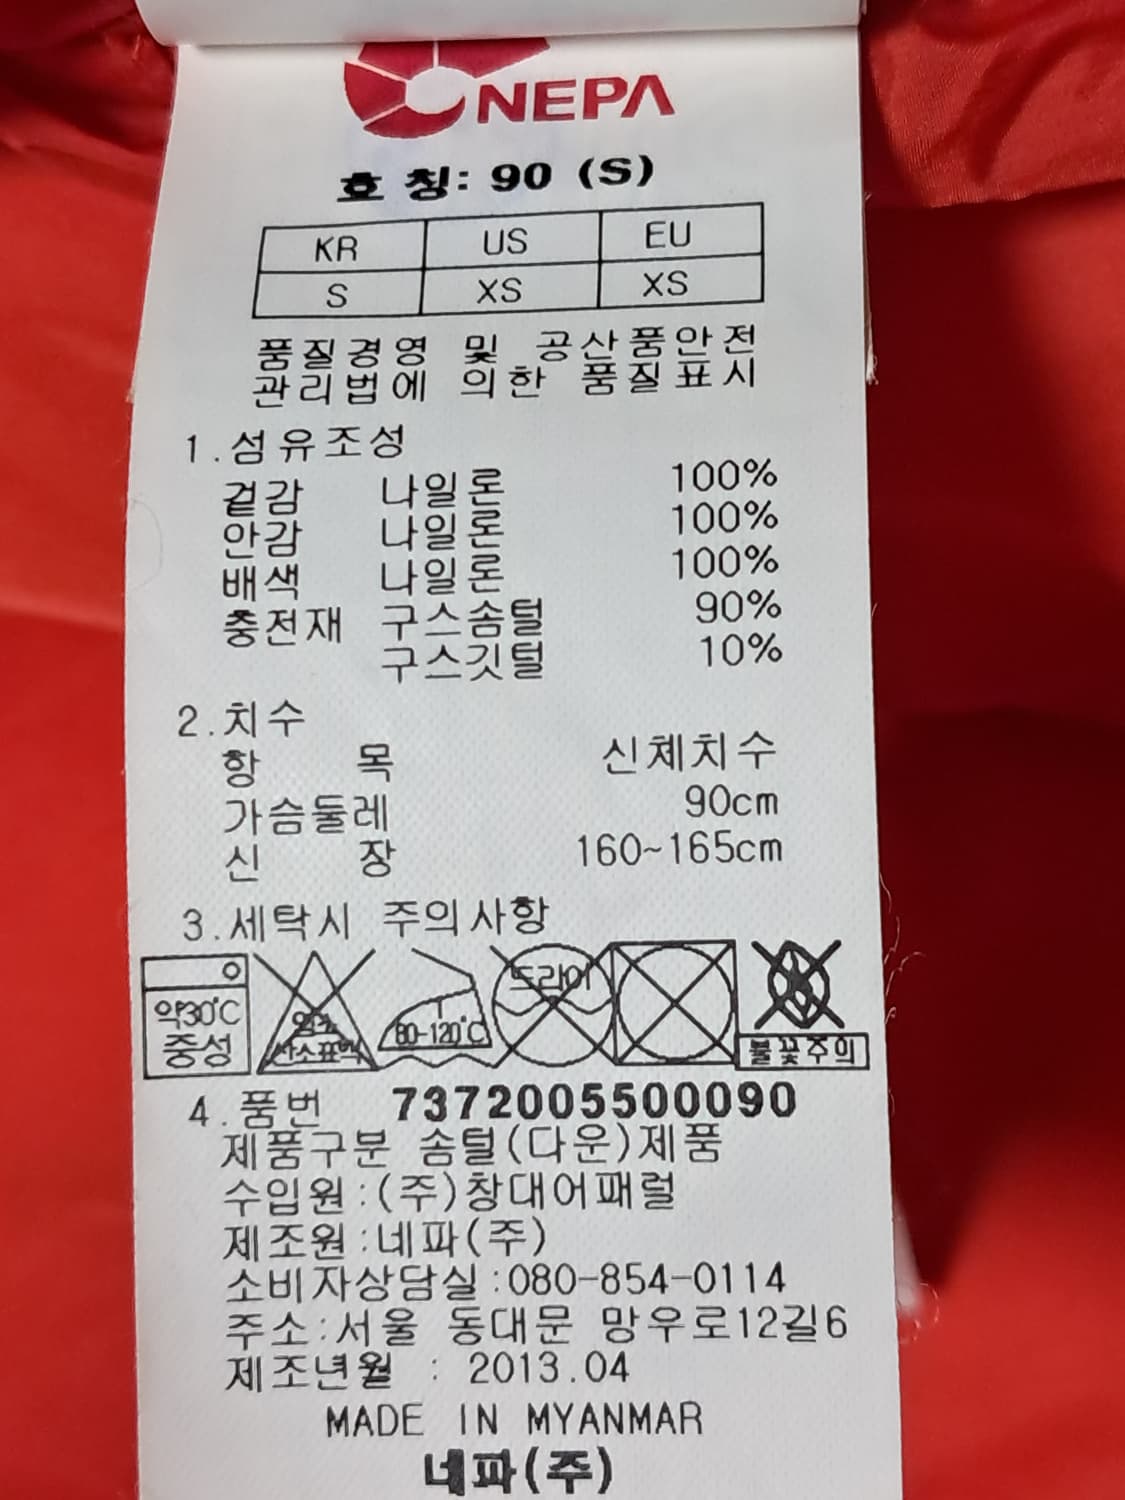 NEPA
호 칭: 90 (S)
KR US EU
S XS XS
품질경영 및 공산품안전
관리법에 의한 품질표시
1.섬유조성
겉감 나일론 100%
안감 나일론 100%
배색 나일론 100%
충전재 구스솜털 90%
구스깃털 10%
2.치수
항 목 신체치수
가슴둘레 90cm
신 장 160~165cm
3.세탁시 주의사항
약30℃
중성
염소
산소표백
80-120℃
드라이
불꽃주의
4.품번 7372005500090
제품구분 솜털(다운)제품
수입원:(주)창대어패럴
제조원:네파(주)
소비자상담실:080-854-0114
주소:서울 동대문 망우로12길6
제조년월 : 2013.04
MADE IN MYANMAR
네파(주)